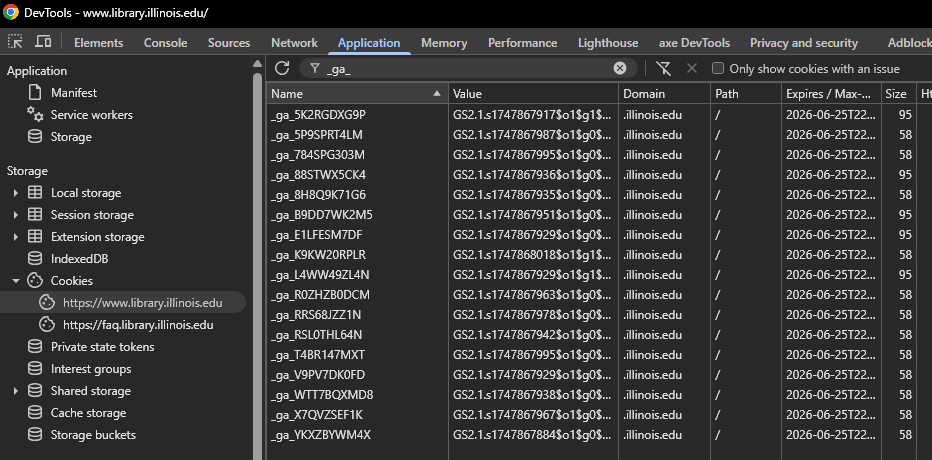 DevTools - www.library.illinois.edu/
Elements Console Sources Network Application Memory Performance Lighthouse axe DevTools Privacy and security Adblock
Application
Manifest
Service workers
Storage
Storage
Local storage
Session storage
Extension storage
IndexedDB
Cookies
https://www.library.illinois.edu
https://faq.library.illinois.edu
Private state tokens
Interest groups
Shared storage
Cache storage
Storage buckets
_ga_ Only show cookies with an issue
Name Value Domain Path Expires / Max-... Size Ht
_ga_5K2RGDXG9P GS2.1.s1747867917$o1$g1$... .illinois.edu / 2026-06-25T22... 95
_ga_5P9SPRT4LM GS2.1.s1747867987$o1$g0$... .illinois.edu / 2026-06-25T22... 58
_ga_784SPG303M GS2.1.s1747867995$o1$g0$... .illinois.edu / 2026-06-25T22... 58
_ga_88STWX5CK4 GS2.1.s1747867936$o1$g1$... .illinois.edu / 2026-06-25T22... 95
_ga_8H8Q9K71G6 GS2.1.s1747867935$o1$g0$... .illinois.edu / 2026-06-25T22... 58
_ga_B9DD7WK2M5 GS2.1.s1747867951$o1$g0$... .illinois.edu / 2026-06-25T22... 95
_ga_E1LFESM7DF GS2.1.s1747867929$o1$g0$... .illinois.edu / 2026-06-25T22... 95
_ga_K9KW20RPLR GS2.1.s1747868018$o1$g1$... .illinois.edu / 2026-06-25T22... 58
_ga_L4WW49ZL4N GS2.1.s1747867929$o1$g1$... .illinois.edu / 2026-06-25T22... 95
_ga_R0ZHZB0DCM GS2.1.s1747867963$o1$g0$... .illinois.edu / 2026-06-25T22... 58
_ga_RRS68JZZ1N GS2.1.s1747867978$o1$g0$... .illinois.edu / 2026-06-25T22... 58
_ga_RSL0THL64N GS2.1.s1747867942$o1$g0$... .illinois.edu / 2026-06-25T22... 58
_ga_T4BR147MXT GS2.1.s1747867995$o1$g0$... .illinois.edu / 2026-06-25T22... 58
_ga_V9PV7DK0FD GS2.1.s1747867929$o1$g0$... .illinois.edu / 2026-06-25T22... 58
_ga_WTT7BQXMD8 GS2.1.s1747867938$o1$g0$... .illinois.edu / 2026-06-25T22... 58
_ga_X7QVZSEF1K GS2.1.s1747867967$o1$g0$... .illinois.edu / 2026-06-25T22... 58
_ga_YKXZBYWM4X GS2.1.s1747867884$o1$g0$... .illinois.edu / 2026-06-25T22... 58